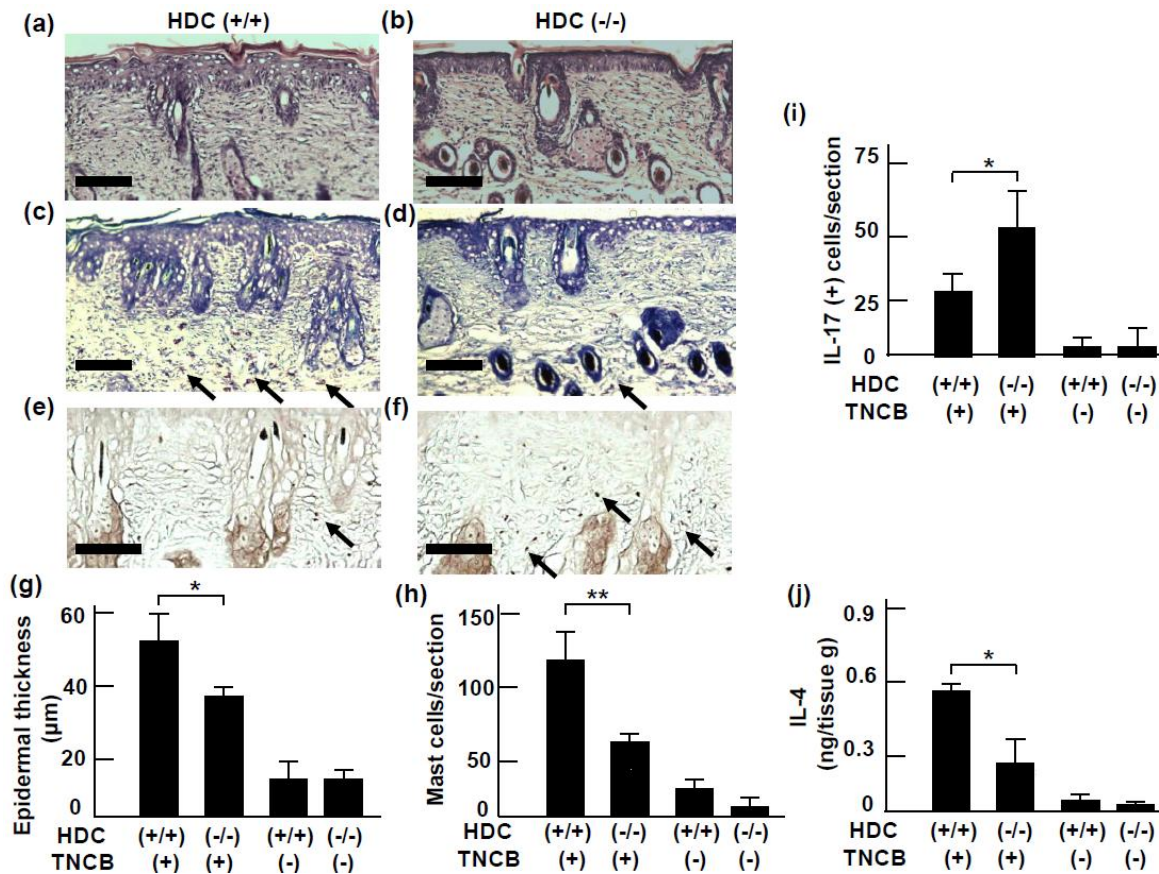 HDC (+/+)
HDC (-/-)
(a)
(b)
(c)
(d)
(e)
(f)
(g)
*
Epidermal thickness
(μm)
60
40
20
0
HDC (+/+) (-/-) (+/+) (-/-)
TNCB (+) (+) (-) (-)
(h)
**
Mast cells/section
150
100
50
0
HDC (+/+) (-/-) (+/+) (-/-)
TNCB (+) (+) (-) (-)
(i)
*
IL-17 (+) cells/section
75
50
25
0
HDC (+/+) (-/-) (+/+) (-/-)
TNCB (+) (+) (-) (-)
(j)
*
IL-4
(ng/tissue g)
0.9
0.6
0.3
0
HDC (+/+) (-/-) (+/+) (-/-)
TNCB (+) (+) (-) (-)